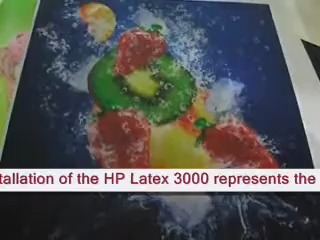 tallation of the HP Latex 3000 represents the